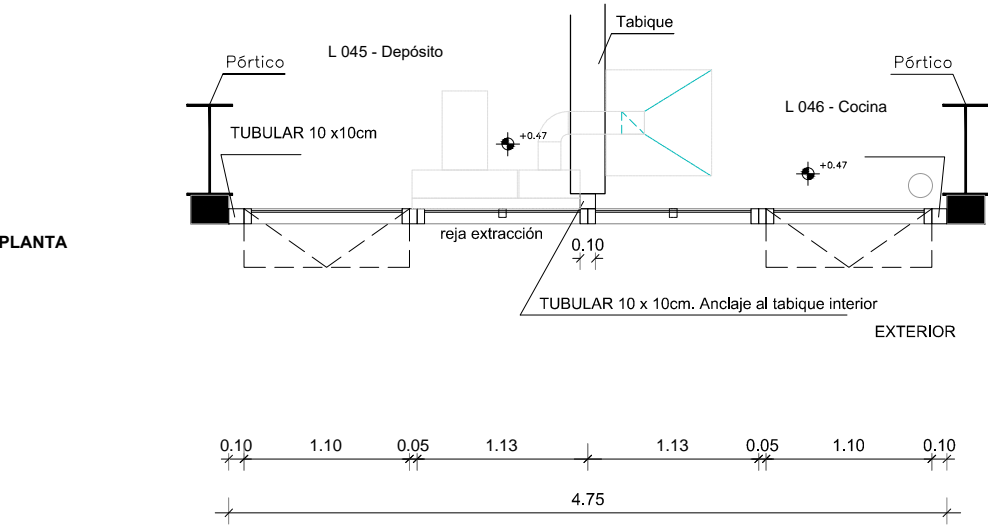 Tabique
L 045 - Depósito
Pórtico
Pórtico
L 046 - Cocina
TUBULAR 10 x10cm
+0.47
+0.47
PLANTA
reja extracción
0.10
TUBULAR 10 x 10cm. Anclaje al tabique interior
EXTERIOR
0.10 1.10 0.05 1.13 1.13 0.05 1.10 0.10
4.75